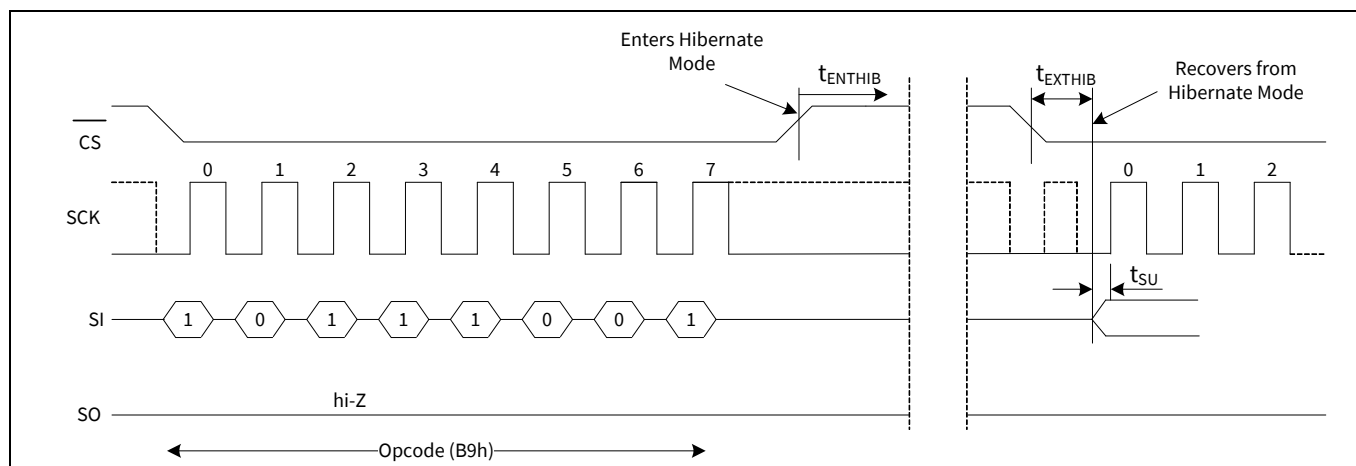 Enters Hibernate
Mode
tENTHIB
tEXTHIB
Recovers from
Hibernate Mode
CS
0 1 2 3 4 5 6 7
0 1 2
SCK
tSU
SI
1 0 1 1 1 0 0 1
hi-Z
SO
Opcode (B9h)